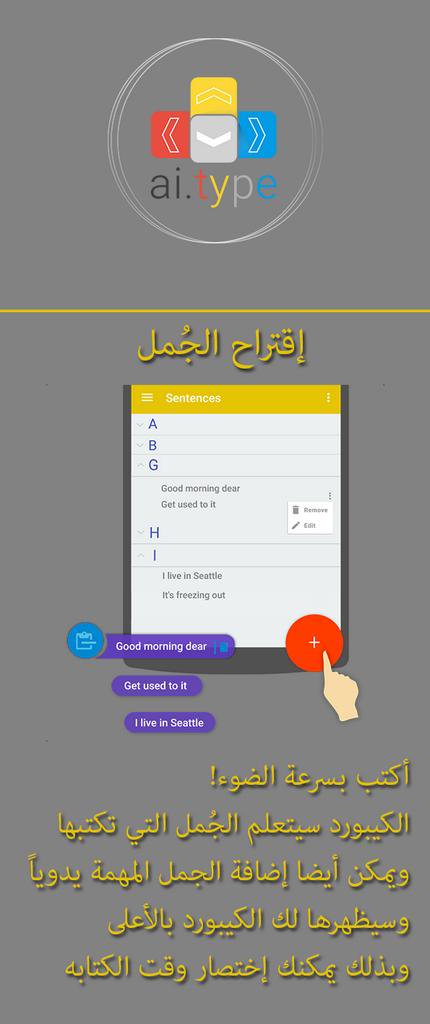 ai.type
إقتراح الجُمل
Sentences
A
B
G
Good morning dear
Get used to it
Remove
Edit
H
I
I live in Seattle
It's freezing out
Good morning dear
Get used to it
I live in Seattle
أكتب بسرعة الضوء!
الكيبورد سيتعلم الجُمل التي تكتبها
ويمكن أيضا إضافة الجمل المهمة يدوياً
وسيظهرها لك الكيبورد بالأعلى
وبذلك يمكنك إختصار وقت الكتابه